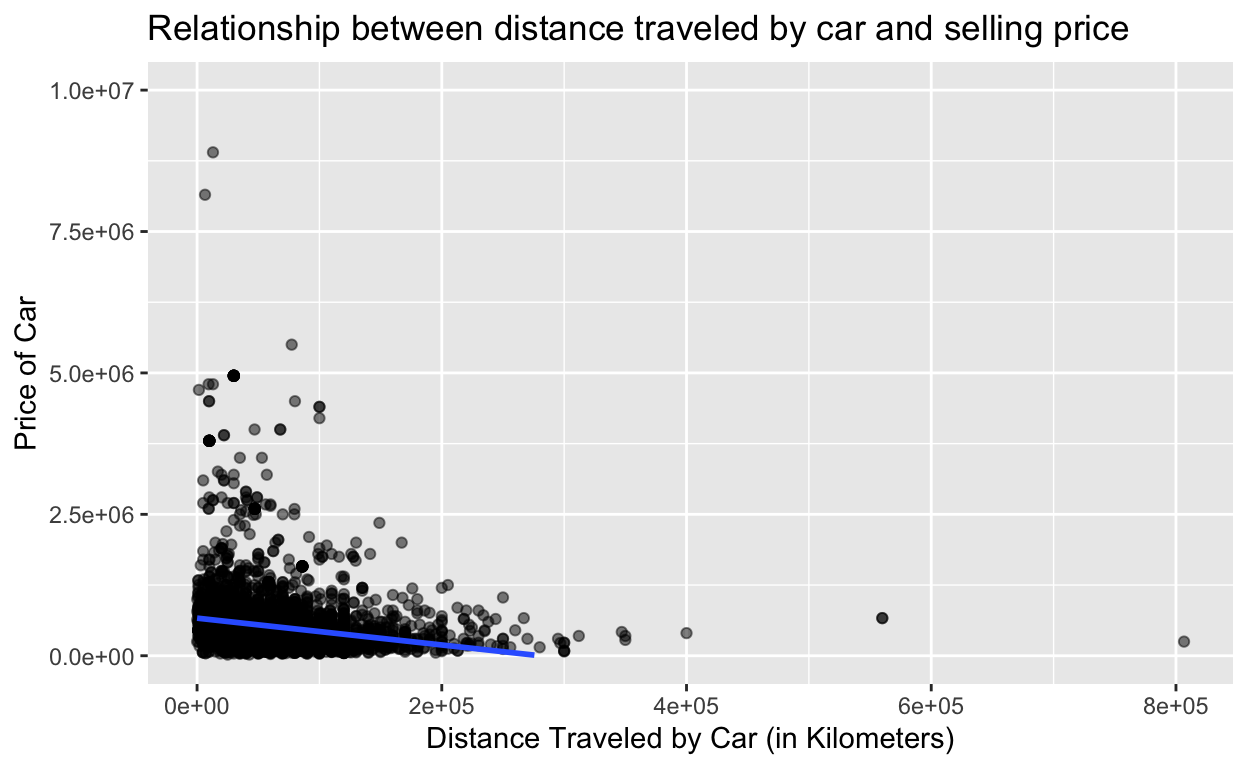 Relationship between distance traveled by car and selling price
1.0e+07
7.5e+06
5.0e+06
2.5e+06
0.0e+00
Price of Car
0e+00 2e+05 4e+05 6e+05 8e+05
Distance Traveled by Car (in Kilometers)